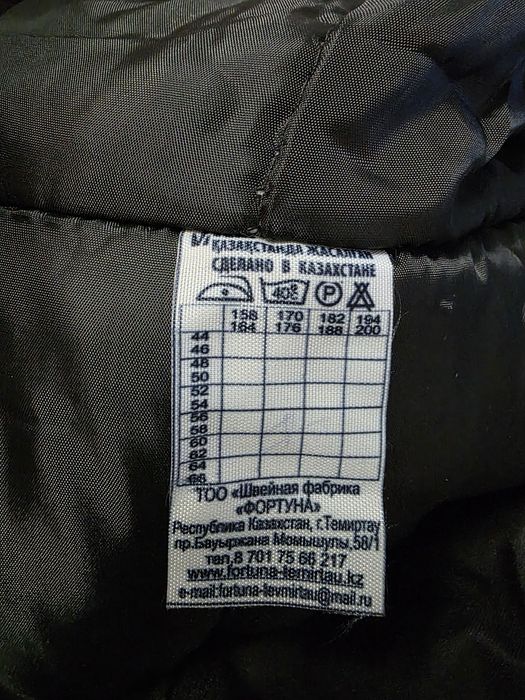 ҚАЗАҚСТАНДА ЖАСАЛҒАН
СДЕЛАНО В КАЗАХСТАНЕ
40° P
158 170 182 194
164 176 188 200
44
46
48
50
52
54
56
58
60
62
64
66
ТОО «Швейная фабрика
«ФОРТУНА»
Республика Казахстан, г.Темиртау
пр.Бауыржана Момышулы,58/1
тел,8 701 75 66 217
www.fortuna-temirtau.kz
e-mail:fortuna-tevmirtau@mail.ru